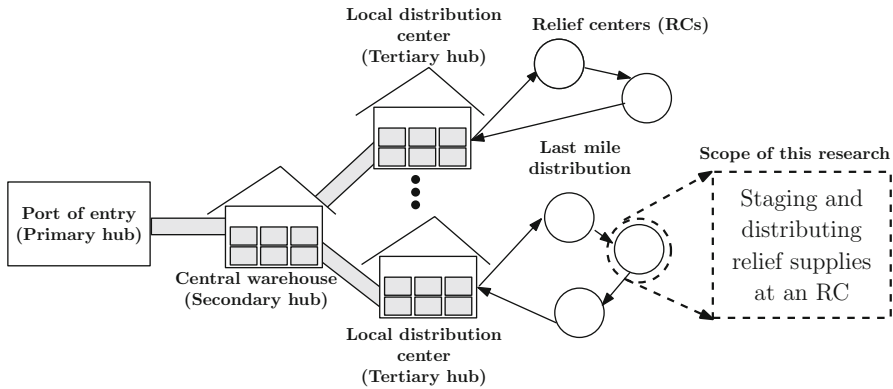 Local distribution
center
(Tertiary hub)
Relief centers (RCs)
Last mile
distribution
Scope of this research
Port of entry
(Primary hub)
Staging and
distributing
relief supplies
at an RC
Central warehouse
(Secondary hub)
Local distribution
center
(Tertiary hub)